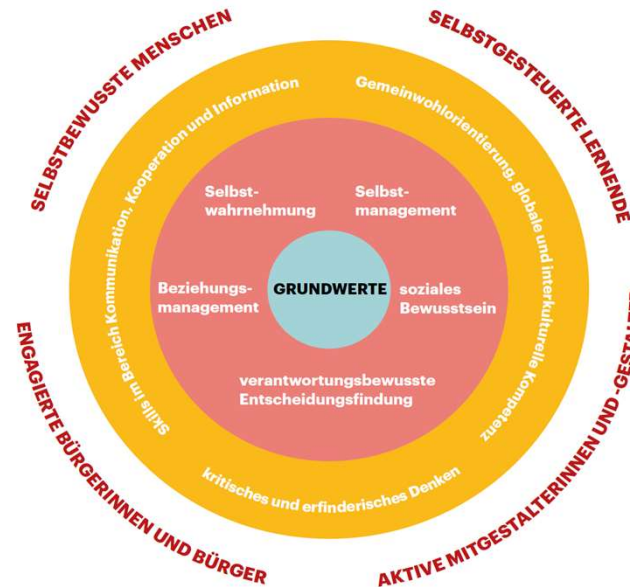 SELBSTBEWUSSTE MENSCHEN
SELBSTGESTEUERTE LERNENDE
Skills im Bereich Kommunikation, Kooperation und Information
Gemeinwohlorientierung, globale und interkulturelle Kompetenz
Selbst-
wahrnehmung
Selbst-
management
Beziehungs-
management
GRUNDWERTE
soziales
Bewusstsein
verantwortungsbewusste
Entscheidungsfindung
kritisches und erfinderisches Denken
ENGAGIERTE BÜRGERINNEN UND BÜRGER
AKTIVE MITGESTALTERINNEN UND